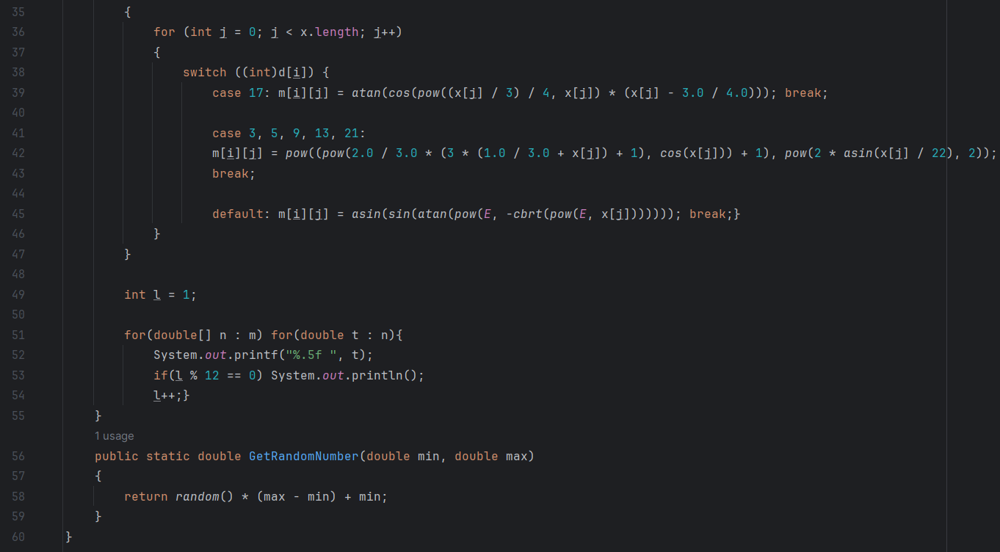 35 {
36 for (int j = 0; j < x.length; j++)
37 {
38 switch ((int)d[i]) {
39 case 17: m[i][j] = atan(cos(pow((x[j] / 3) / 4, x[j]) * (x[j] - 3.0 / 4.0))); break;
40
41 case 3, 5, 9, 13, 21:
42 m[i][j] = pow((pow(2.0 / 3.0 * (3 * (1.0 / 3.0 + x[j]) + 1), cos(x[j])) + 1), pow(2 * asin(x[j] / 22), 2));
43 break;
44
45 default: m[i][j] = asin(sin(atan(pow(E, -cbrt(pow(E, x[j])))))); break;}
46 }
47 }
48
49 int l = 1;
50
51 for(double[] n : m) for(double t : n){
52 System.out.printf("%.5f ", t);
53 if(l % 12 == 0) System.out.println();
54 l++;}
55 }
1 usage
56 public static double GetRandomNumber(double min, double max)
57 {
58 return random() * (max - min) + min;
59 }
60 }